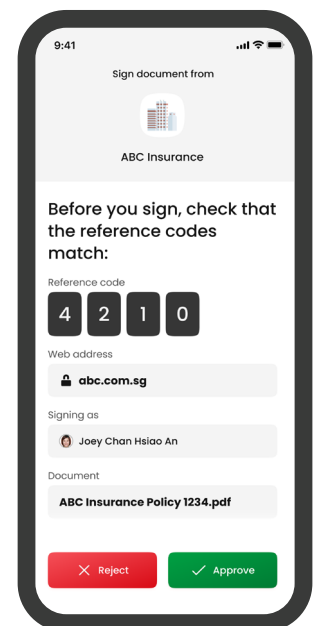 9:41
Sign document from
ABC Insurance
Before you sign, check that
the reference codes
match:
Reference code
4 2 1 0
Web address
abc.com.sg
Signing as
Joey Chan Hsiao An
Document
ABC Insurance Policy 1234.pdf
Reject Approve